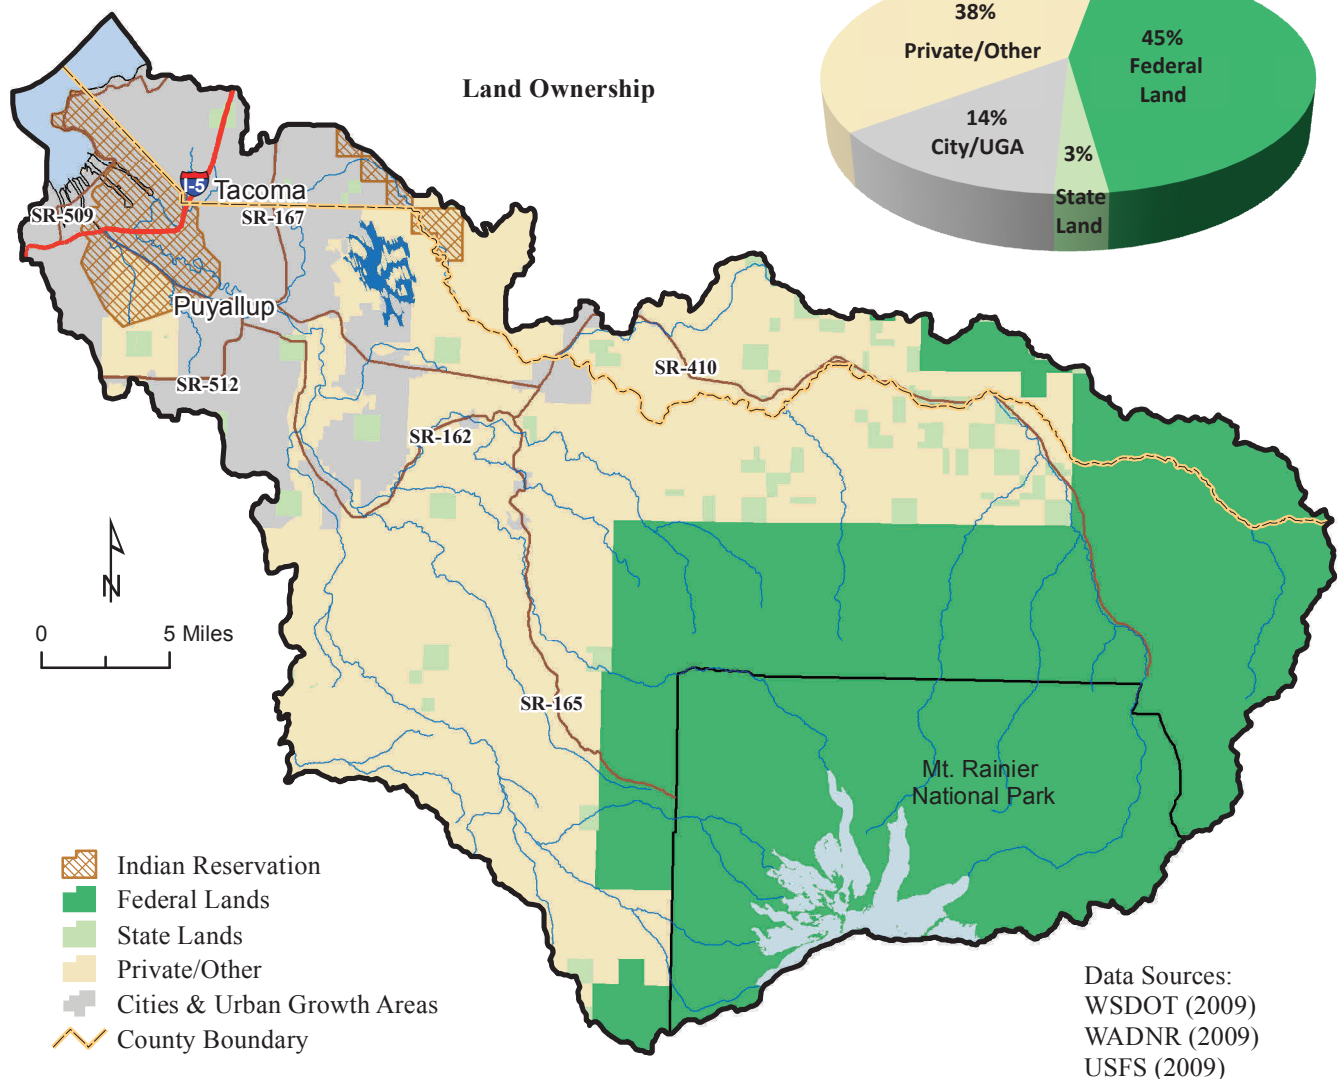 38%
Private/Other
45%
Federal
Land
14%
City/UGA
3%
State
Land
Land Ownership
I-5
Tacoma
SR-509
SR-167
Puyallup
SR-512
SR-410
SR-162
N
0 5 Miles
SR-165
Mt. Rainier
National Park
Indian Reservation
Federal Lands
State Lands
Private/Other
Cities & Urban Growth Areas
County Boundary
Data Sources:
WSDOT (2009)
WADNR (2009)
USFS (2009)